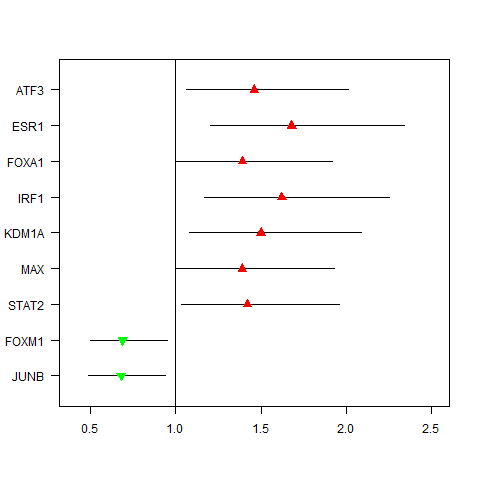 ATF3
ESR1
FOXA1
IRF1
KDM1A
MAX
STAT2
FOXM1
JUNB
0.5 1.0 1.5 2.0 2.5